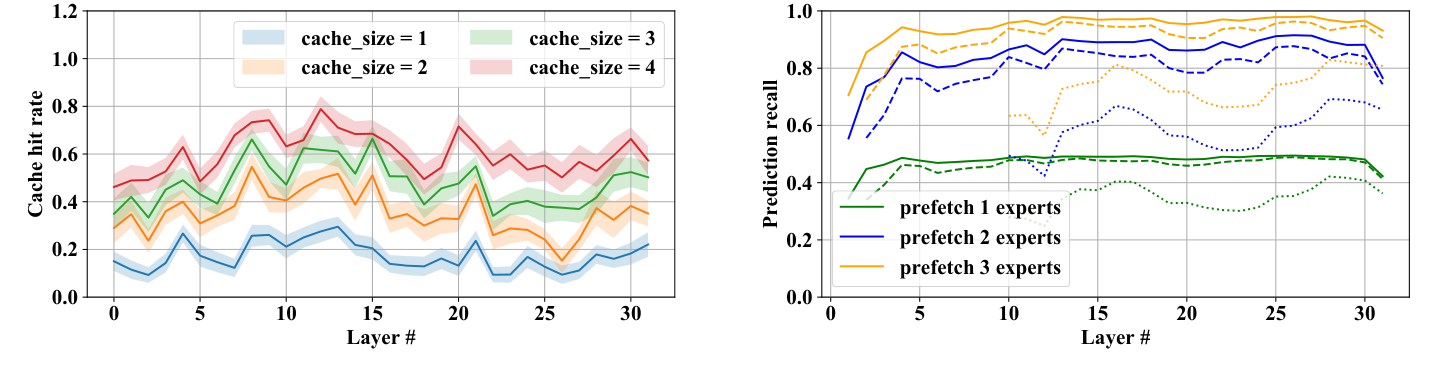 1.2
1.0
0.8
0.6
0.4
0.2
0.0
Cache hit rate
cache_size = 1
cache_size = 2
cache_size = 3
cache_size = 4
0 5 10 15 20 25 30
Layer #
1.0
0.8
0.6
0.4
0.2
0.0
Prediction recall
prefetch 1 experts
prefetch 2 experts
prefetch 3 experts
0 5 10 15 20 25 30
Layer #